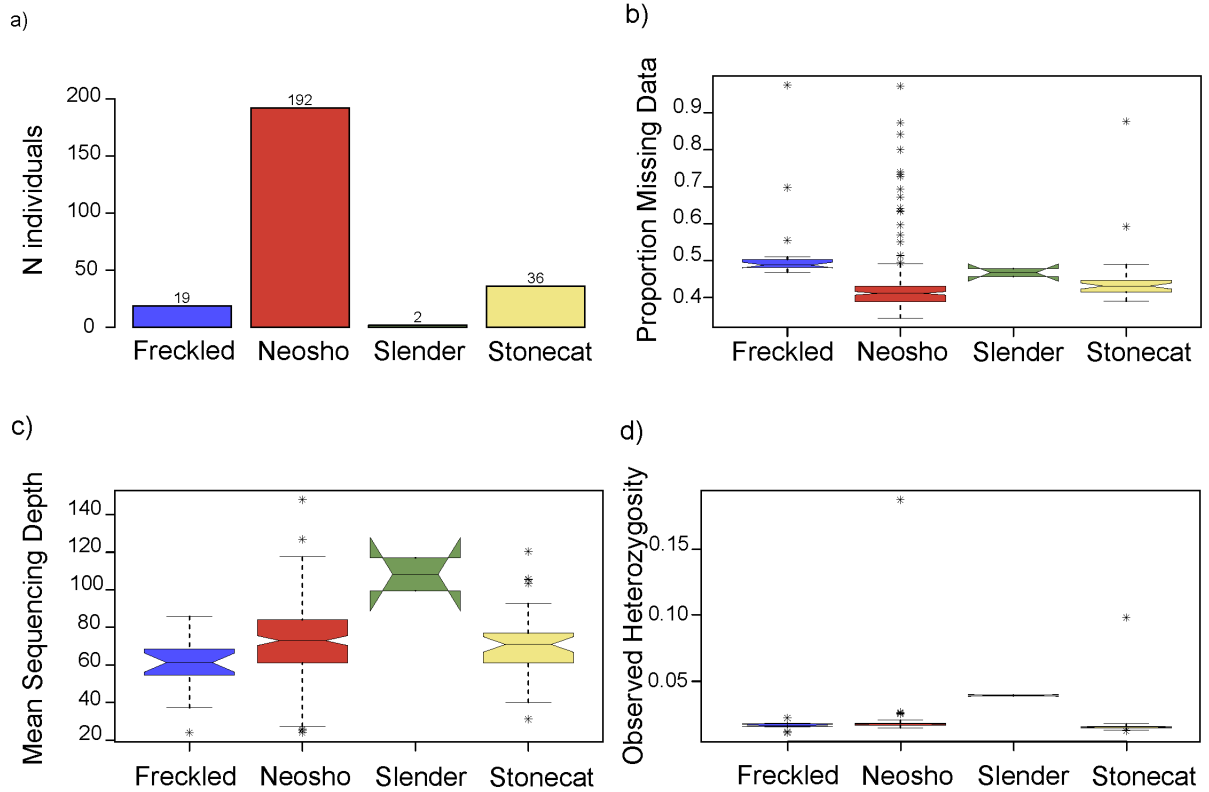 a)
N individuals
200
150
100
50
0
19
192
2
36
Freckled Neosho Slender Stonecat
b)
Proportion Missing Data
0.9
0.8
0.7
0.6
0.5
0.4
Freckled Neosho Slender Stonecat
c)
Mean Sequencing Depth
140
120
100
80
60
40
20
Freckled Neosho Slender Stonecat
d)
Observed Heterozygosity
0.15
0.10
0.05
Freckled Neosho Slender Stonecat